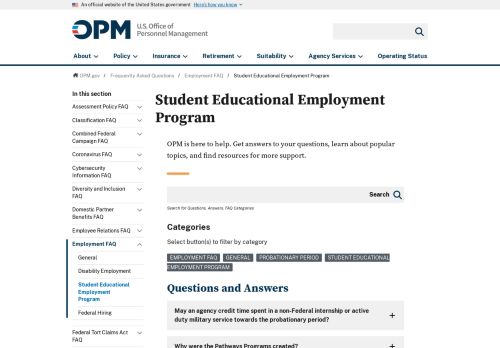 An official website of the United States government Here's how you know
OPM
U.S. Office of
Personnel Management
About
Policy
Insurance
Retirement
Suitability
Agency Services
Operating Status
OPM.gov / Frequently Asked Questions / Employment FAQ / Student Educational Employment Program
In this section
Assessment Policy FAQ
Classification FAQ
Combined Federal
Campaign FAQ
Coronavirus FAQ
Cybersecurity
Information FAQ
Diversity and Inclusion
FAQ
Domestic Partner
Benefits FAQ
Employee Relations FAQ
Employment FAQ
General
Disability Employment
Student Educational
Employment
Program
Federal Hiring
Federal Tort Claims Act
FAQ
Student Educational Employment
Program
OPM is here to help. Get answers to your questions, learn about popular
topics, and find resources for more support.
Search
Search for Questions, Answers, FAQ Categories
Categories
Select button(s) to filter by category
EMPLOYMENT FAQ GENERAL PROBATIONARY PERIOD STUDENT EDUCATIONAL
EMPLOYMENT PROGRAM
Questions and Answers
May an agency credit time spent in a non-Federal internship or active
duty military service towards the probationary period?
Why were the Pathways Programs created?